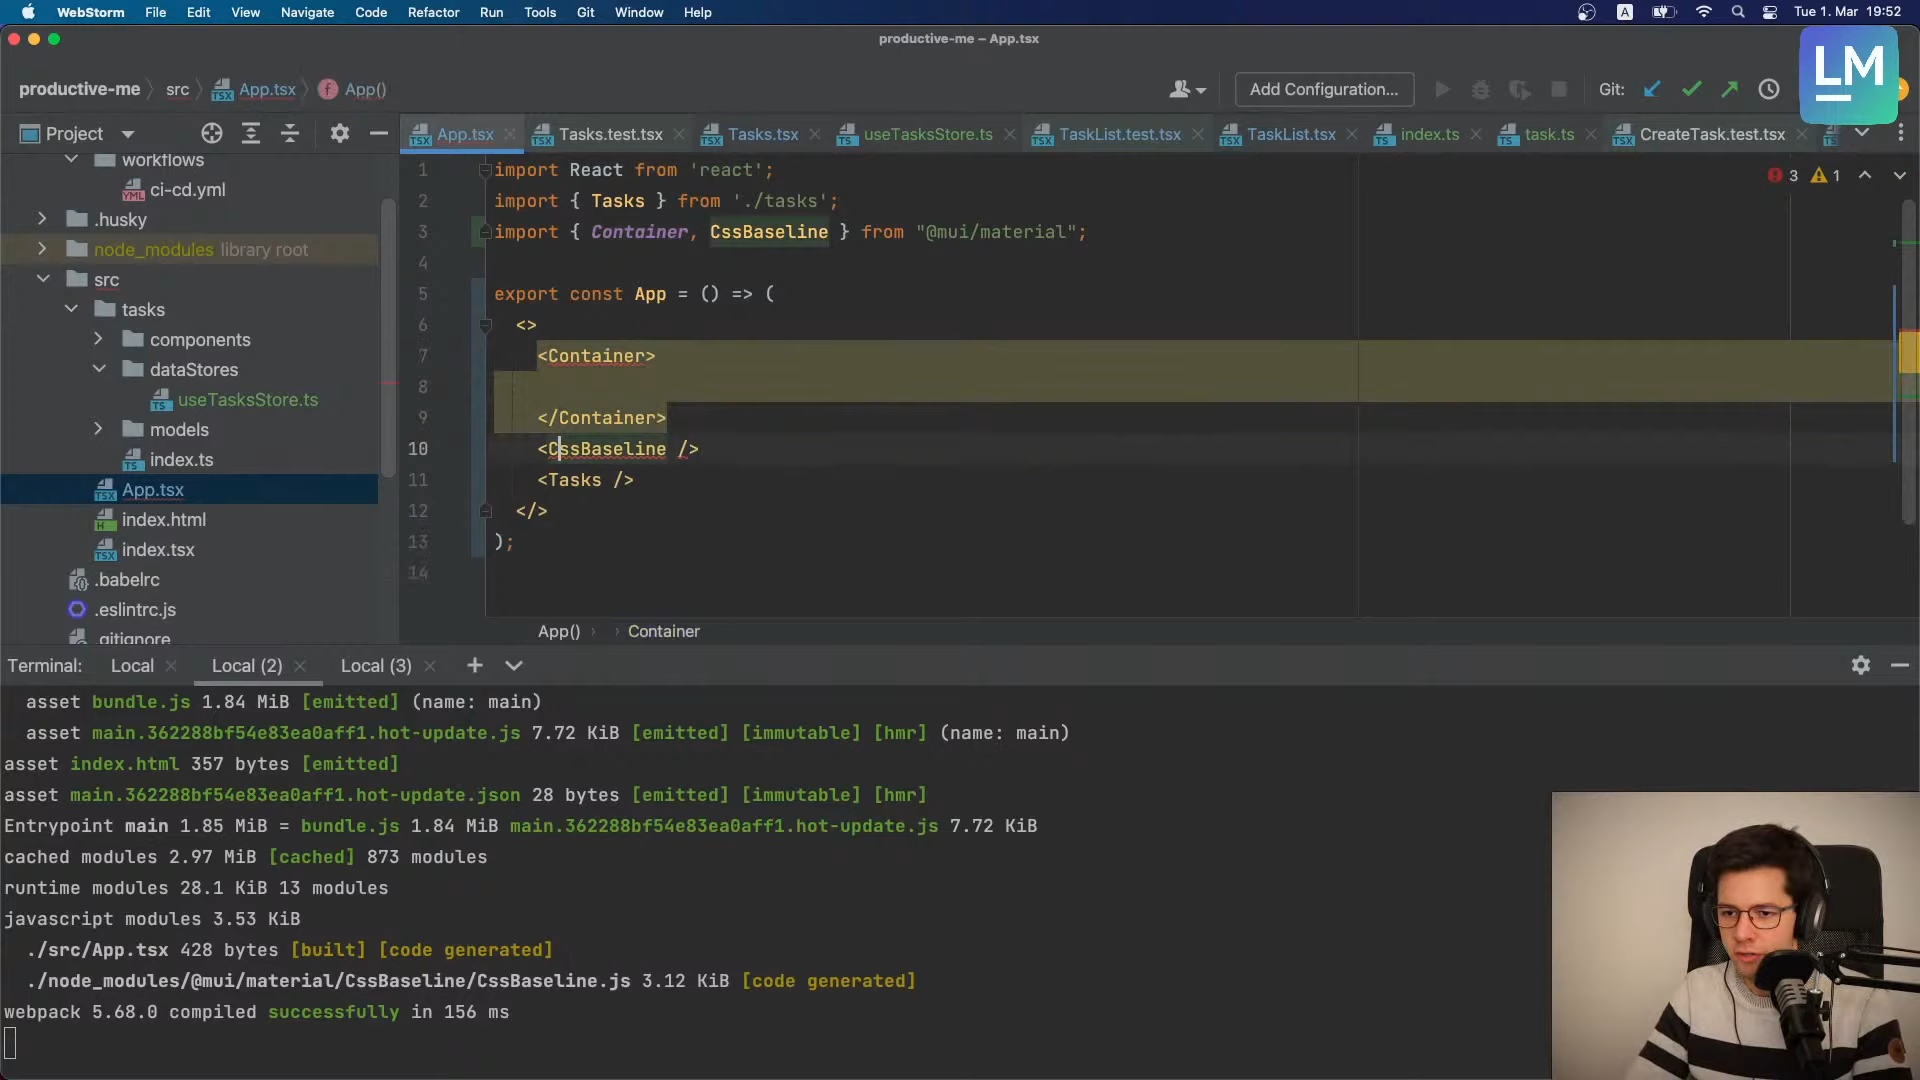 WebStorm File Edit View Navigate Code Refactor Run Tools Git Window Help
A Tue 1. Mar 19:52
productive-me – App.tsx
LM
productive-me src App.tsx f App()
Add Configuration... Git:
Project
App.tsx Tasks.test.tsx Tasks.tsx useTasksStore.ts TaskList.test.tsx TaskList.tsx index.ts task.ts CreateTask.test.tsx
3 1
workflows
ci-cd.yml
.husky
node_modules library root
src
tasks
components
dataStores
useTasksStore.ts
models
index.ts
App.tsx
index.html
index.tsx
.babelrc
.eslintrc.js
.gitignore
1 import React from 'react';
2 import { Tasks } from './tasks';
3 import { Container, CssBaseline } from "@mui/material";
4
5 export const App = () => (
6 <>
7 <Container>
8
9 </Container>
10 <CssBaseline />
11 <Tasks />
12 </>
13 );
14
App() Container
Terminal: Local Local (2) Local (3)
asset bundle.js 1.84 MiB [emitted] (name: main)
asset main.362288bf54e83ea0aff1.hot-update.js 7.72 KiB [emitted] [immutable] [hmr] (name: main)
asset index.html 357 bytes [emitted]
asset main.362288bf54e83ea0aff1.hot-update.json 28 bytes [emitted] [immutable] [hmr]
Entrypoint main 1.85 MiB = bundle.js 1.84 MiB main.362288bf54e83ea0aff1.hot-update.js 7.72 KiB
cached modules 2.97 MiB [cached] 873 modules
runtime modules 28.1 KiB 13 modules
javascript modules 3.53 KiB
./src/App.tsx 428 bytes [built] [code generated]
./node_modules/@mui/material/CssBaseline/CssBaseline.js 3.12 KiB [code generated]
webpack 5.68.0 compiled successfully in 156 ms